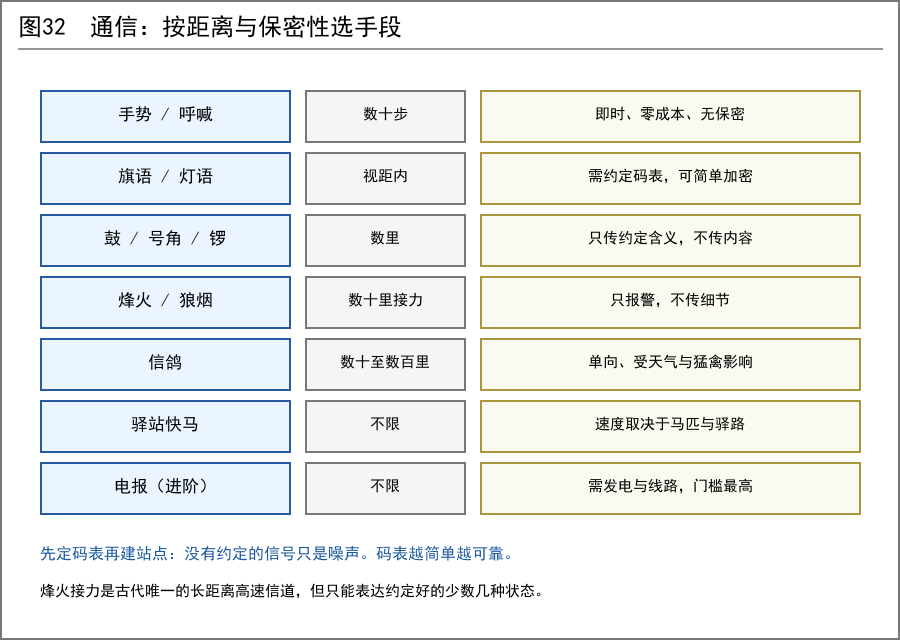 图32　通信：按距离与保密性选手段
手势 / 呼喊　数十步　即时、零成本、无保密
旗语 / 灯语　视距内　需约定码表，可简单加密
鼓 / 号角 / 锣　数里　只传约定含义，不传内容
烽火 / 狼烟　数十里接力　只报警，不传细节
信鸽　数十至数百里　单向、受天气与猛禽影响
驿站快马　不限　速度取决于马匹与驿路
电报（进阶）　不限　需发电与线路，门槛最高
先定码表再建站点：没有约定的信号只是噪声。码表越简单越可靠。
烽火接力是古代唯一的长距离高速信道，但只能表达约定好的少数几种状态。